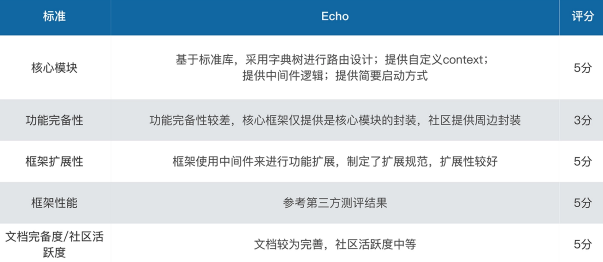 标准 Echo 评分
核心模块 基于标准库，采用字典树进行路由设计；提供自定义context；
提供中间件逻辑；提供简要启动方式 5分
功能完备性 功能完备性较差，核心框架仅提供是核心模块的封装，社区提供周边封装 3分
框架扩展性 框架使用中间件来进行功能扩展，制定了扩展规范，扩展性较好 5分
框架性能 参考第三方测评结果 5分
文档完备度/社区活
跃度 文档较为完善，社区活跃度中等 5分